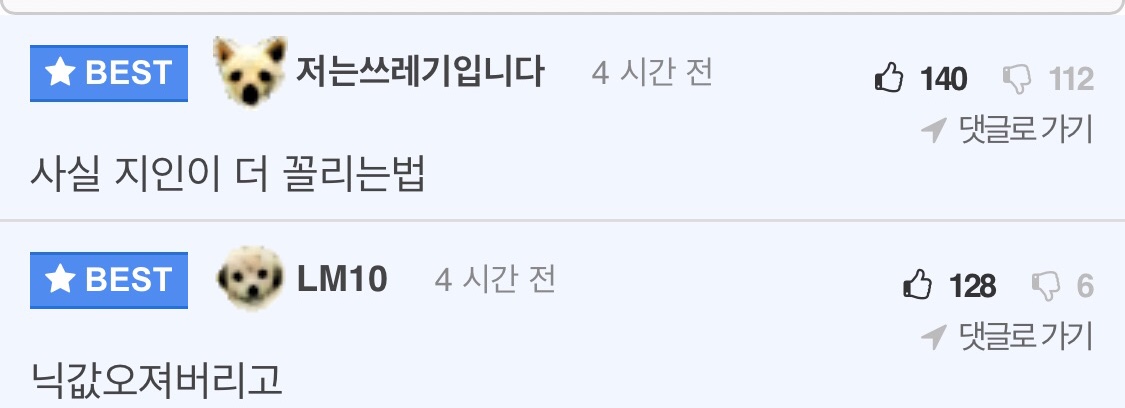 BEST 저는쓰레기입니다 4 시간 전 140 112
댓글로 가기
사실 지인이 더 꼴리는법
BEST LM10 4 시간 전 128 6
댓글로 가기
닉값오져버리고